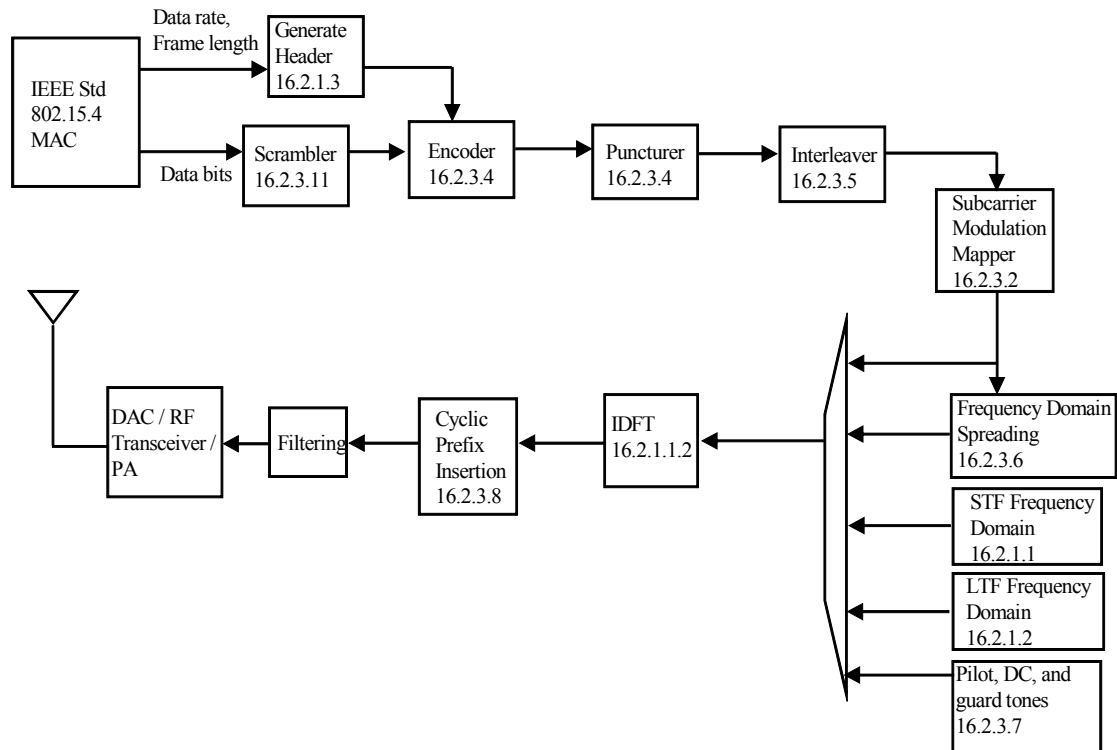 Data rate,
Frame length
Generate
Header
16.2.1.3
IEEE Std
802.15.4
MAC
Data bits
Scrambler
16.2.3.11
Encoder
16.2.3.4
Puncturer
16.2.3.4
Interleaver
16.2.3.5
Subcarrier
Modulation
Mapper
16.2.3.2
DAC / RF
Transceiver /
PA
Filtering
Cyclic
Prefix
Insertion
16.2.3.8
IDFT
16.2.1.1.2
Frequency Domain
Spreading
16.2.3.6
STF Frequency
Domain
16.2.1.1
LTF Frequency
Domain
16.2.1.2
Pilot, DC, and
guard tones
16.2.3.7